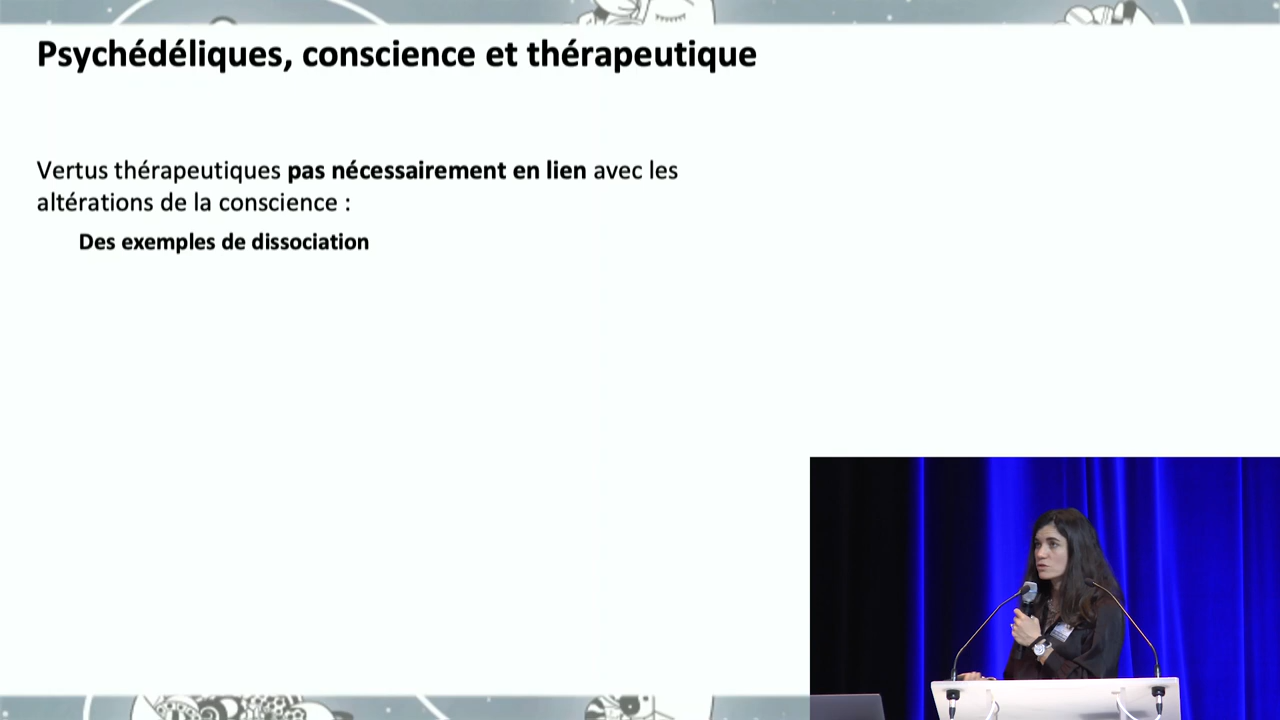 Psychédéliques, conscience et thérapeutique
Vertus thérapeutiques pas nécessairement en lien avec les
altérations de la conscience :
Des exemples de dissociation